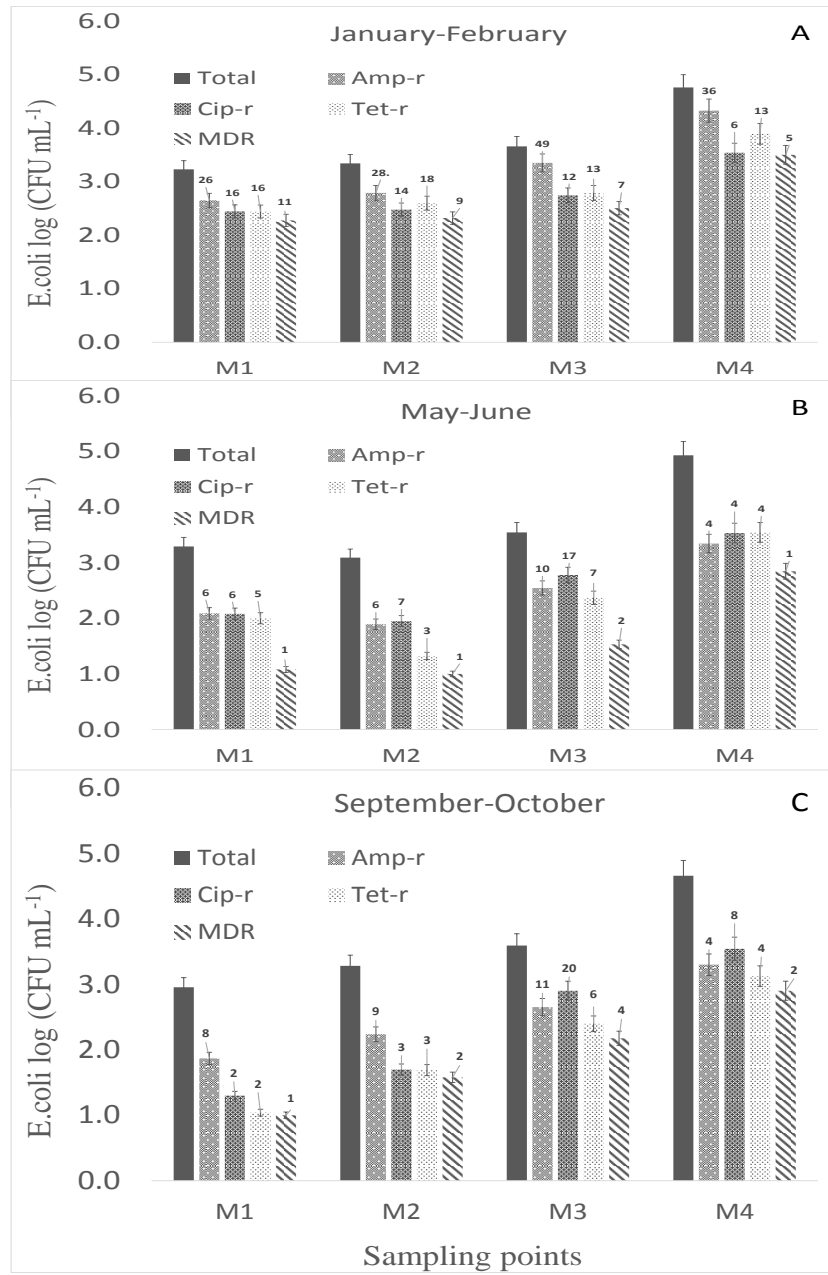 January-February
A
E.coli log (CFU mL⁻¹)
6.0
5.0
4.0
3.0
2.0
1.0
0.0
Total
Amp-r
Cip-r
Tet-r
MDR
26
16
16
11
28.
14
18
9
49
12
13
7
36
6
13
5
M1
M2
M3
M4
May-June
B
E.coli log (CFU mL⁻¹)
6.0
5.0
4.0
3.0
2.0
1.0
0.0
Total
Amp-r
Cip-r
Tet-r
MDR
6
6
5
1
6
7
3
1
10
17
7
2
4
4
4
1
M1
M2
M3
M4
September-October
C
E.coli log (CFU mL⁻¹)
6.0
5.0
4.0
3.0
2.0
1.0
0.0
Total
Amp-r
Cip-r
Tet-r
MDR
8
2
2
1
9
3
3
2
11
20
6
4
4
8
4
2
M1
M2
M3
M4
Sampling points